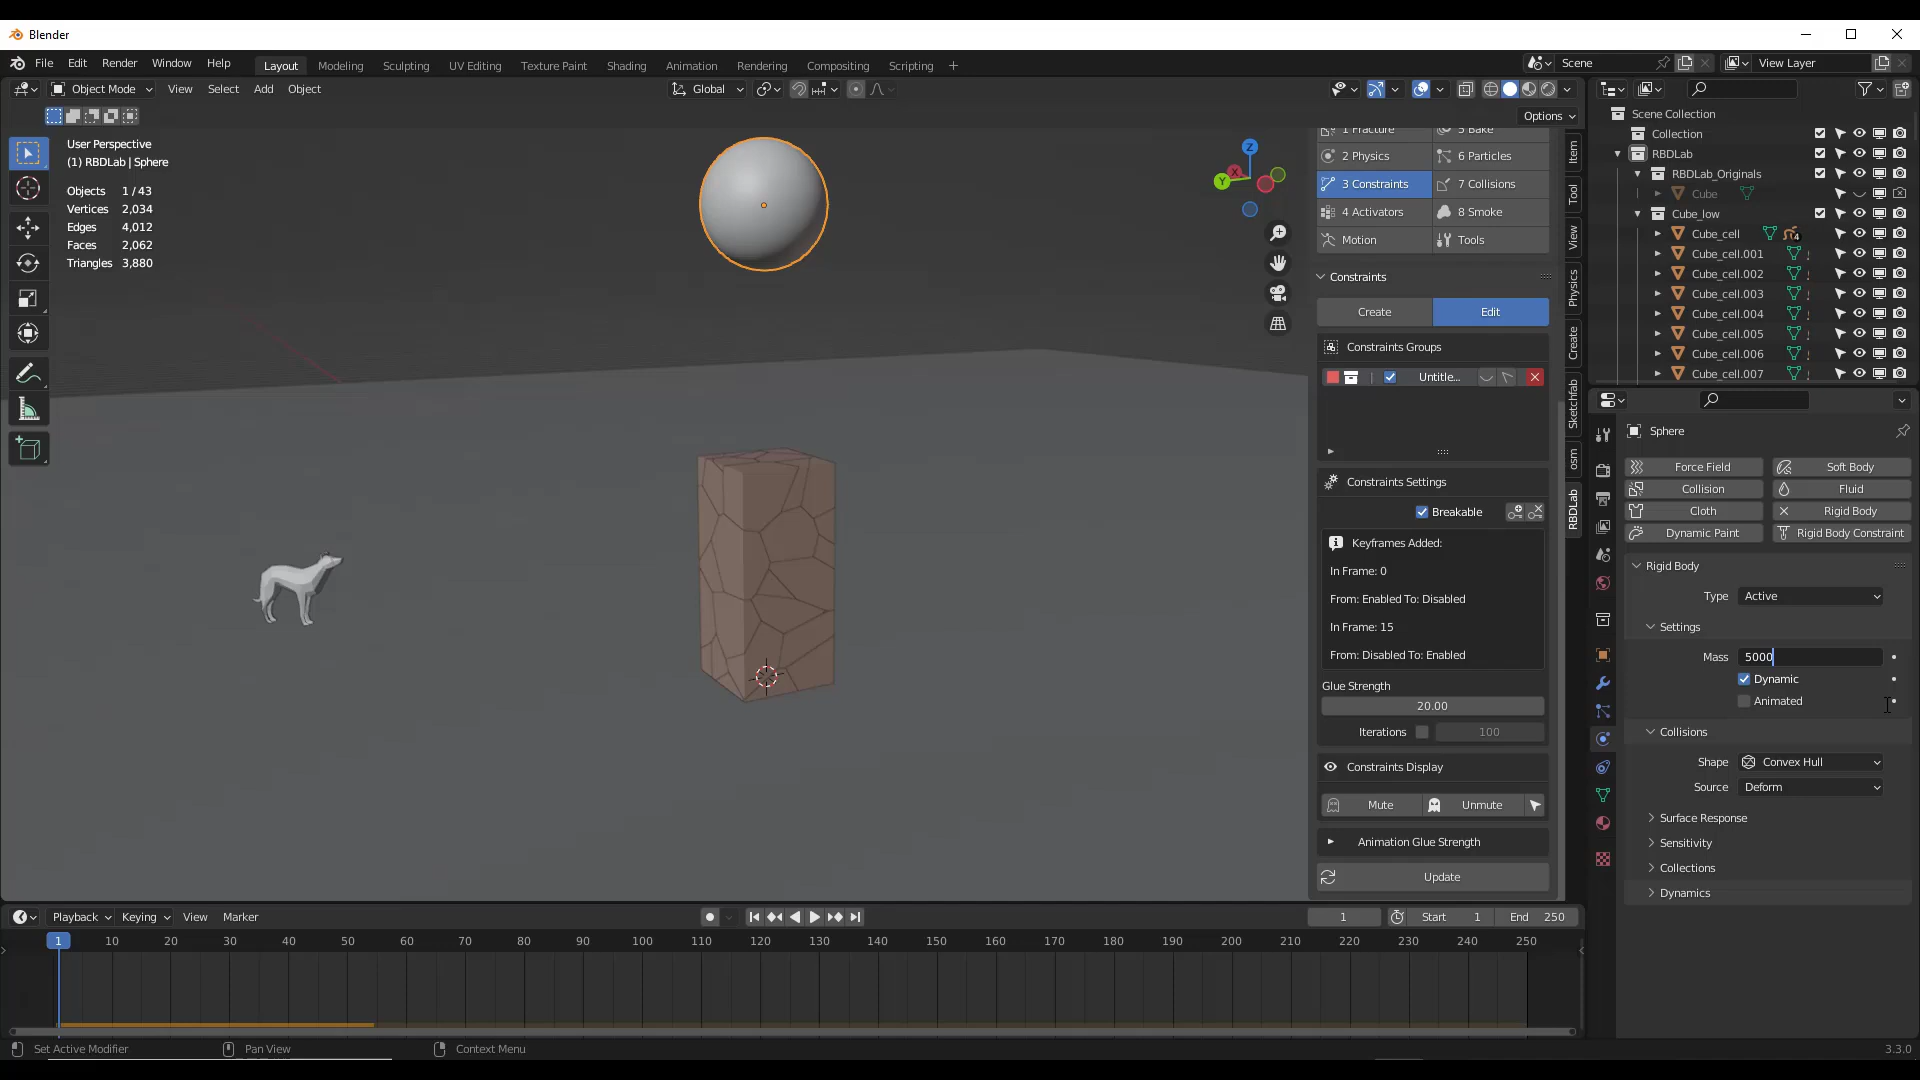 Blender
File Edit Render Window Help Layout Modeling Sculpting UV Editing Texture Paint Shading Animation Rendering Compositing Scripting Scene View Layer
Object Mode View Select Add Object Global
Options
User Perspective
(1) RBDLab | Sphere
Objects 1 / 43
Vertices 2,034
Edges 4,012
Faces 2,062
Triangles 3,880
Z
X
Y
1 Fracture 5 Bake
2 Physics 6 Particles
3 Constraints 7 Collisions
4 Activators 8 Smoke
Motion Tools
Constraints
Create Edit
Constraints Groups
Untitle...
Constraints Settings
Breakable
Keyframes Added:
In Frame: 0
From: Enabled To: Disabled
In Frame: 15
From: Disabled To: Enabled
Glue Strength
20.00
Iterations 100
Constraints Display
Mute Unmute
Animation Glue Strength
Update
Item
Tool
View
Physics
Create
Sketchfab
osm
RBDLab
Scene Collection
Collection
RBDLab
RBDLab_Originals
Cube
Cube_low
Cube_cell 4
Cube_cell.001
Cube_cell.002
Cube_cell.003
Cube_cell.004
Cube_cell.005
Cube_cell.006
Cube_cell.007
Sphere
Force Field Soft Body
Collision Fluid
Cloth Rigid Body
Dynamic Paint Rigid Body Constraint
Rigid Body
Type Active
Settings
Mass 5000
Dynamic
Animated
Collisions
Shape Convex Hull
Source Deform
Surface Response
Sensitivity
Collections
Dynamics
Playback Keying View Marker 1 Start 1 End 250
1 10 20 30 40 50 60 70 80 90 100 110 120 130 140 150 160 170 180 190 200 210 220 230 240 250
Set Active Modifier Pan View Context Menu 3.3.0